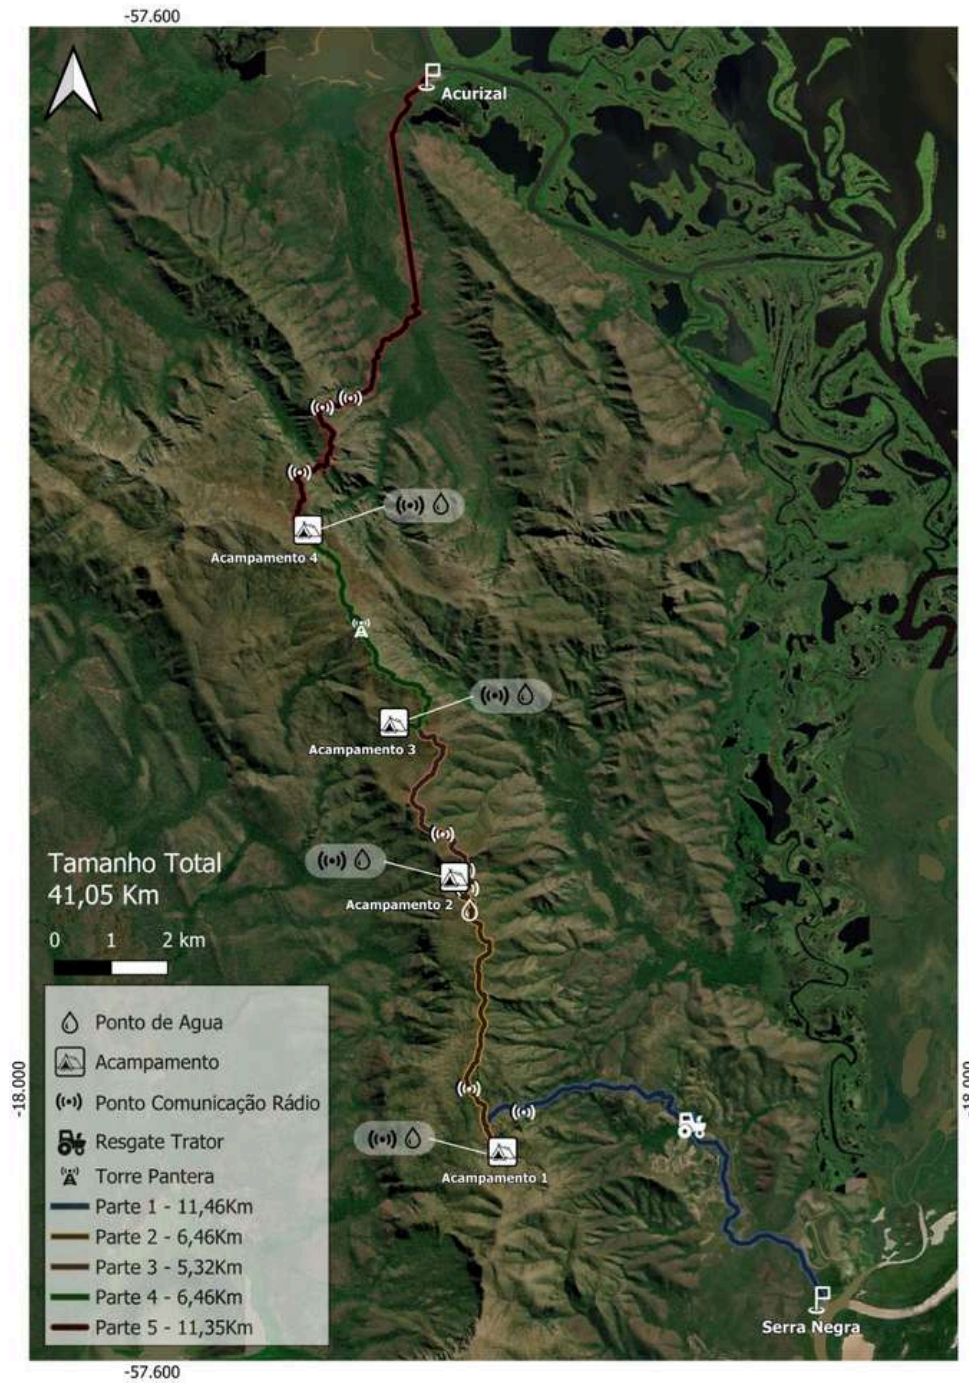 -57.600
Acurizal
Acampamento 4
Acampamento 3
Tamanho Total
41,05 Km
Acampamento 2
0 1 2 km
Ponto de Agua
Acampamento
-18.000
-18.000
Ponto Comunicação Rádio
Resgate Trator
Acampamento 1
Torre Pantera
Parte 1 - 11,46Km
Parte 2 - 6,46Km
Parte 3 - 5,32Km
Parte 4 - 6,46Km
Parte 5 - 11,35Km
Serra Negra
-57.600